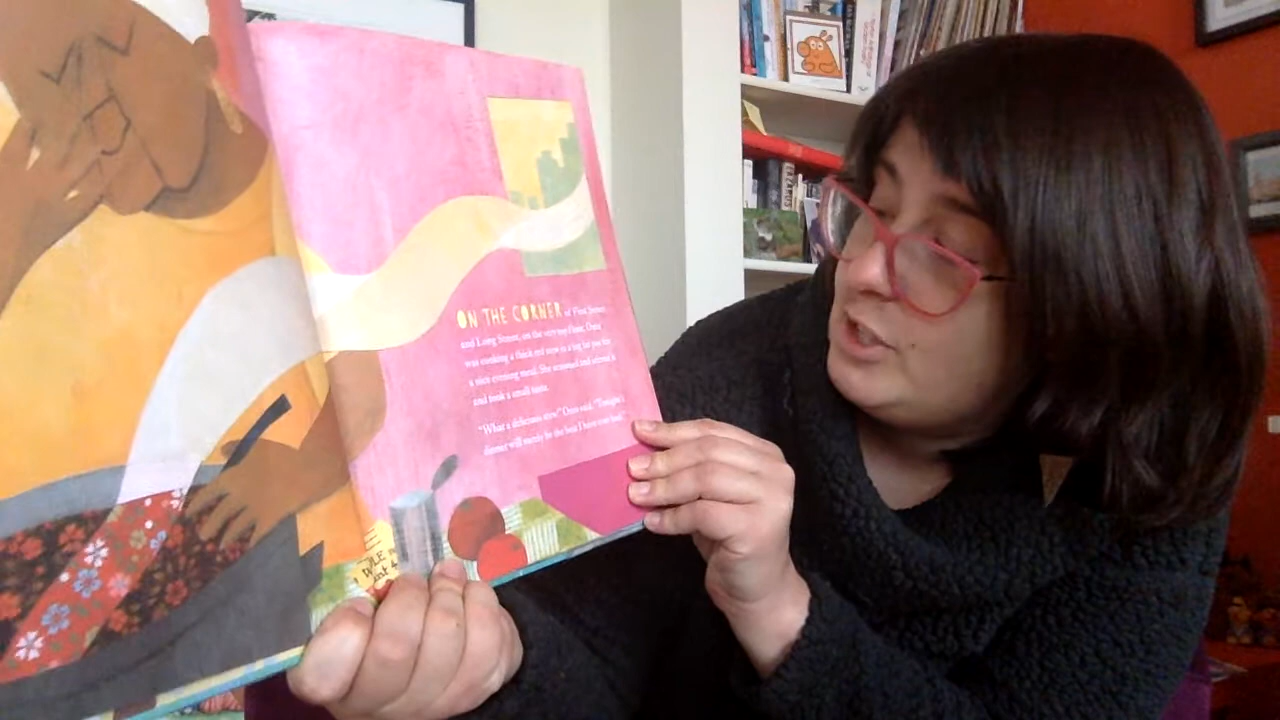 ON THE CORNER of First Street
and Long Street, on the very top floor, Omu
was cooking a thick red stew in a big fat pot for
a nice evening meal. She seasoned and stirred it
and took a small taste.
"What a delicious stew!" Omu said. "Tonight's
dinner will surely be the best I have ever had."